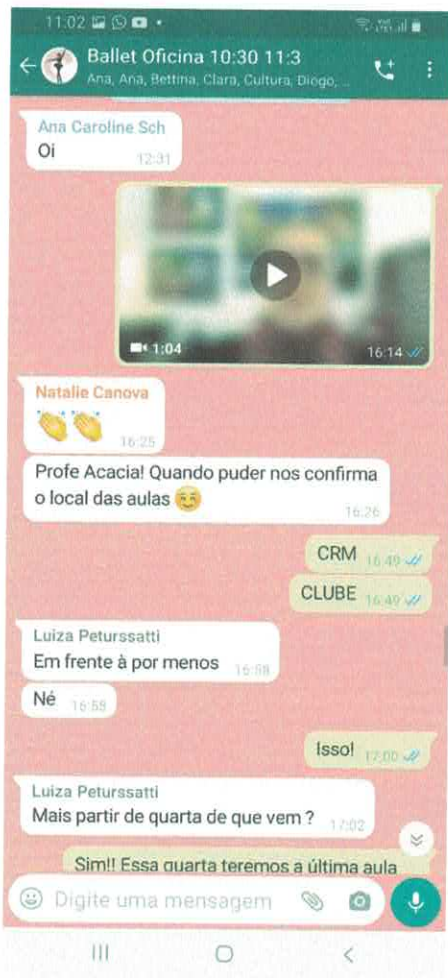 11:02
Ballet Oficina 10:30 11:3
Ana, Ana, Bettina, Clara, Cultura, Diogo, ...
Ana Caroline Sch
Oi
12:31
1:04
16:14
Natalie Canova
16:25
Profe Acacia! Quando puder nos confirma
o local das aulas
16:26
CRM 16:49
CLUBE 16:49
Luiza Peturssatti
Em frente à por menos 16:58
Né 16:58
Isso! 17:00
Luiza Peturssatti
Mais partir de quarta de que vem ? 17:02
Sim!! Essa quarta teremos a última aula
Digite uma mensagem